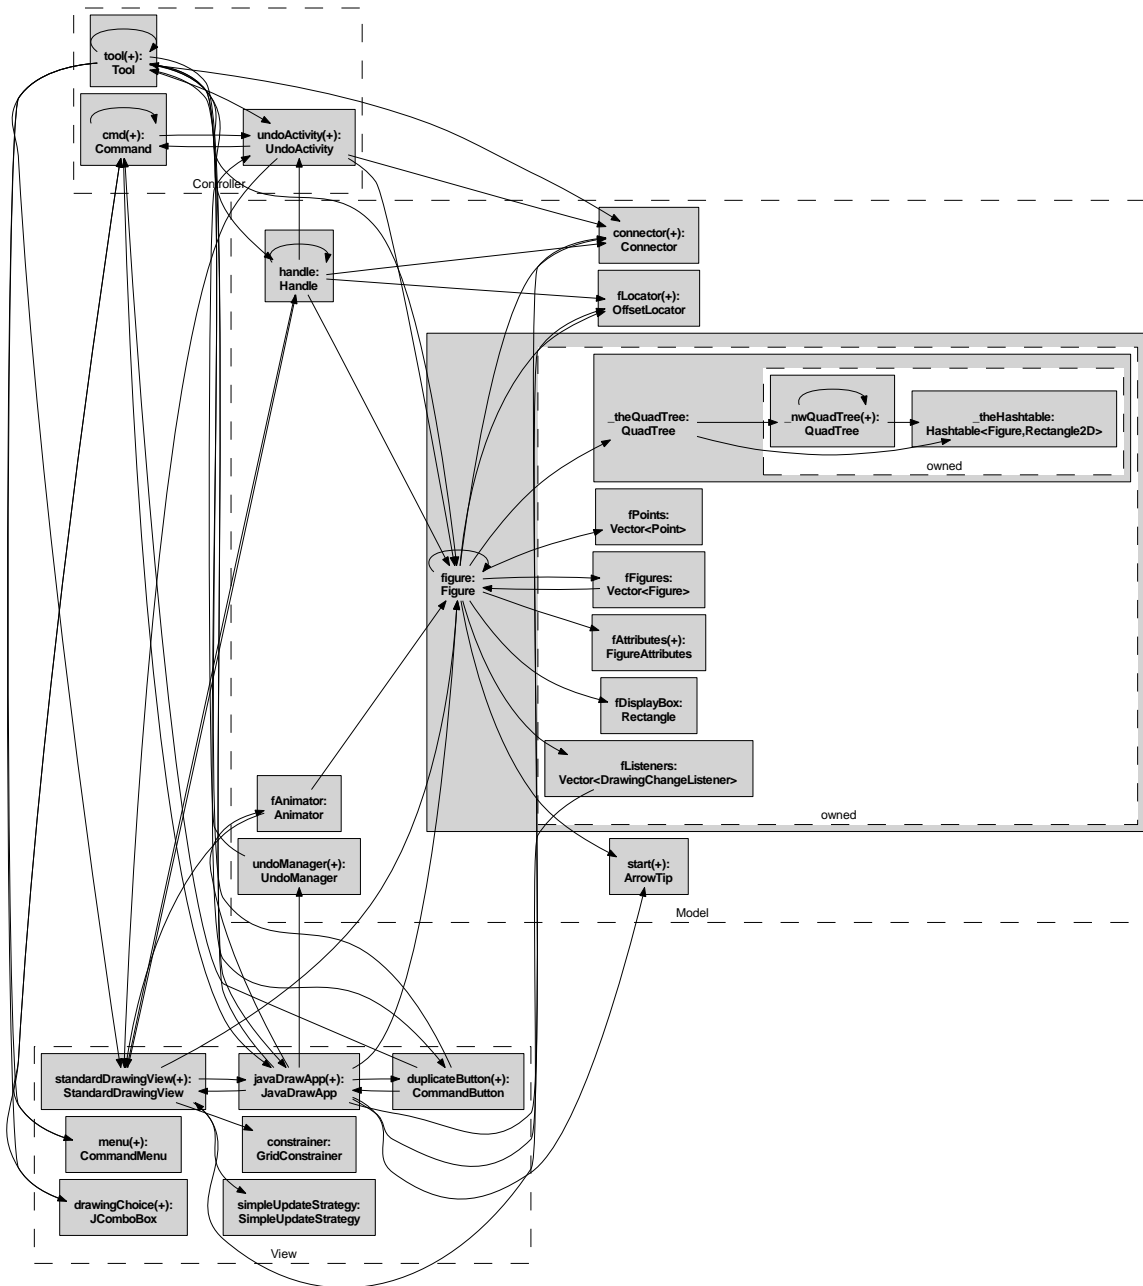 tool(+):
Tool
cmd(+):
Command
undoActivity(+):
UndoActivity
Controller
connector(+):
Connector
handle:
Handle
fLocator(+):
OffsetLocator
_theQuadTree:
QuadTree
_nwQuadTree(+):
QuadTree
_theHashtable:
Hashtable<Figure,Rectangle2D>
owned
fPoints:
Vector<Point>
figure:
Figure
fFigures:
Vector<Figure>
fAttributes(+):
FigureAttributes
fDisplayBox:
Rectangle
fListeners:
Vector<DrawingChangeListener>
owned
fAnimator:
Animator
undoManager(+):
UndoManager
start(+):
ArrowTip
Model
standardDrawingView(+):
StandardDrawingView
javaDrawApp(+):
JavaDrawApp
duplicateButton(+):
CommandButton
menu(+):
CommandMenu
constrainer:
GridConstrainer
drawingChoice(+):
JComboBox
simpleUpdateStrategy:
SimpleUpdateStrategy
View